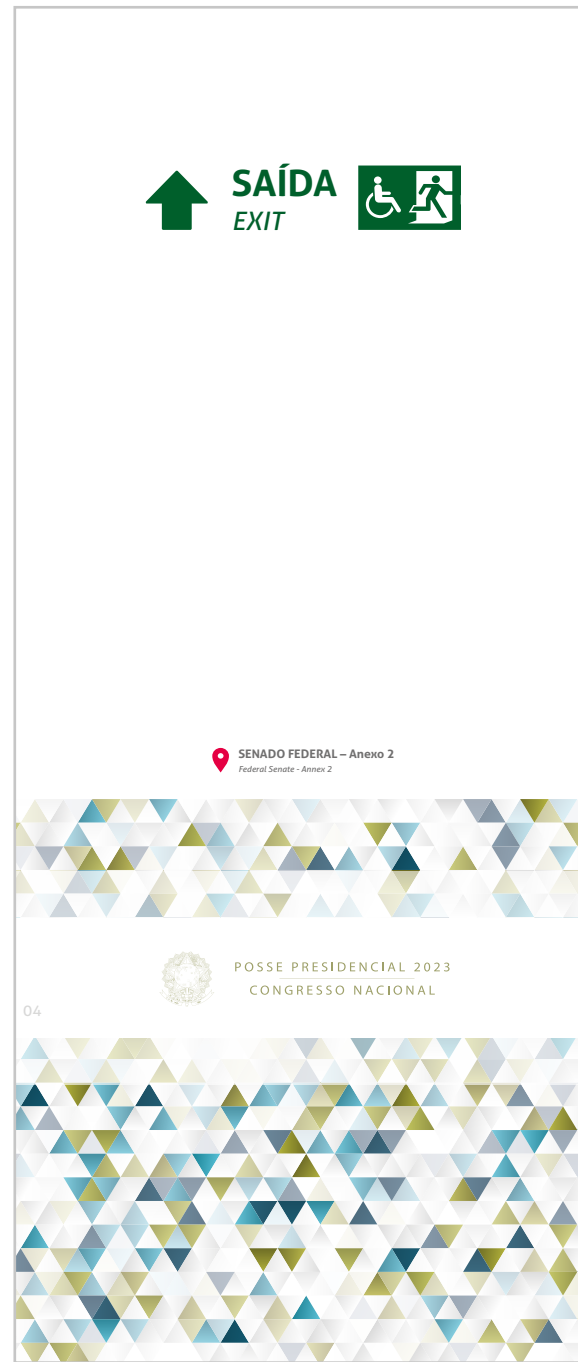 SAÍDA
EXIT
SENADO FEDERAL – Anexo 2
Federal Senate - Annex 2
POSSE PRESIDENCIAL 2023
CONGRESSO NACIONAL
04